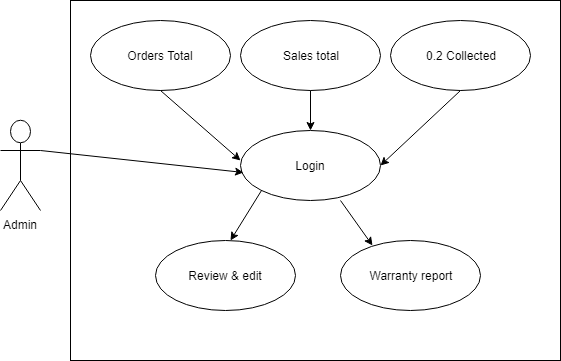 Orders Total
Sales total
0.2 Collected
Login
Admin
Review & edit
Warranty report